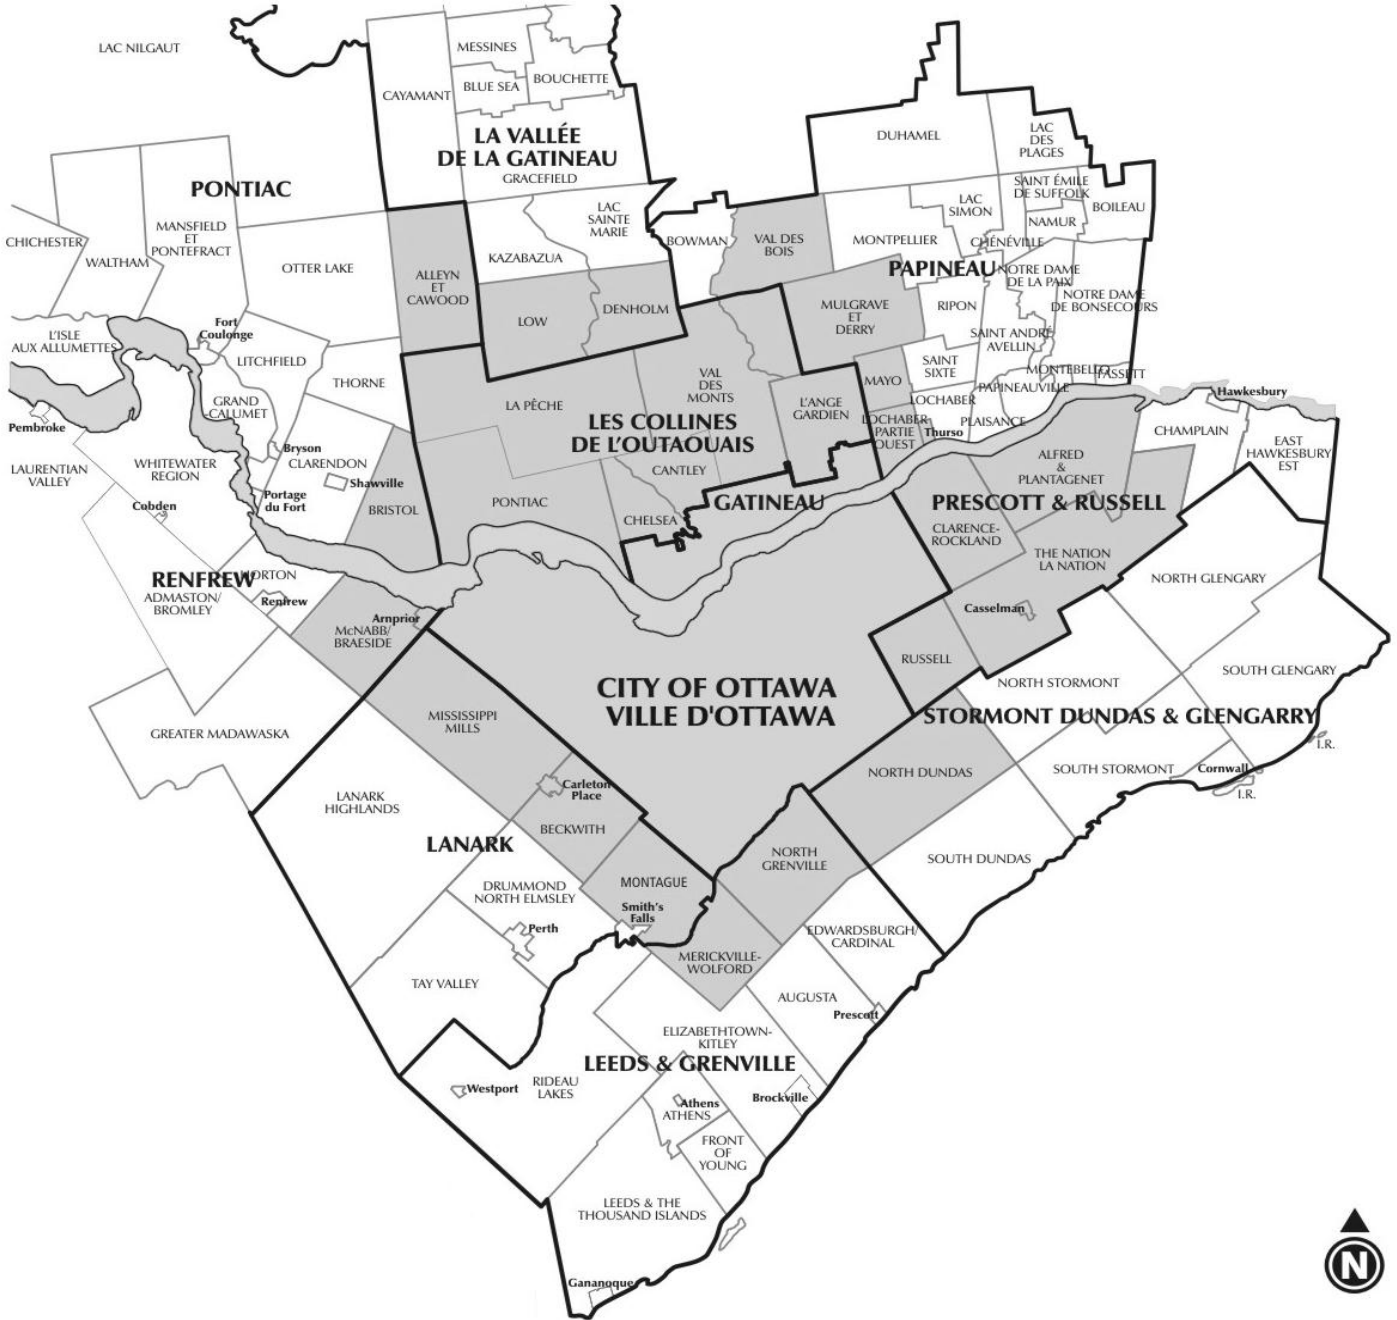 LAC NILGAUT
MESSINES
BLUE SEA
BOUCHETTE
CAYAMANT
LA VALLÉE
DE LA GATINEAU
GRACEFIELD
DUHAMEL
LAC
DES
PLAGES
PONTIAC
SAINT ÉMILE
DE SUFFOLK
LAC
SIMON
NAMUR
BOILEAU
CHICHESTER
WALTHAM
MANSFIELD
ET
PONTEFRACT
OTTER LAKE
ALLEYN
ET
CAWOOD
KAZABAZUA
LAC
SAINTE
MARIE
BOWMAN
VAL DES
BOIS
MONTPELLIER
CHÉNÉVILLE
PAPINEAU
NOTRE DAME
DE LA PAIX
NOTRE DAME
DE BONSECOURS
LOW
DENHOLM
MULGRAVE
ET
DERRY
RIPON
SAINT ANDRÉ
AVELLIN
L'ISLE
AUX ALLUMETTES
Fort
Coulonge
LITCHFIELD
THORNE
GRAND
CALUMET
LA PÊCHE
VAL
DES
MONTS
L'ANGE
GARDIEN
MAYO
SAINT
SIXTE
LOCHABER
MONTEBELLO
FASSETT
PAPINEAUVILLE
PLAISANCE
LOCHABER
PARTIE
OUEST
Thurso
Hawkesbury
LES COLLINES
DE L'OUTAOUAIS
Pembroke
LAURENTIAN
VALLEY
WHITEWATER
REGION
Bryson
CLARENDON
Shawville
Cobden
Portage
du Fort
BRISTOL
PONTIAC
CANTLEY
CHELSEA
GATINEAU
CHAMPLAIN
EAST
HAWKESBURY
EST
ALFRED
&
PLANTAGENET
PRESCOTT & RUSSELL
CLARENCE-
ROCKLAND
THE NATION
LA NATION
NORTH GLENGARY
RENFREW
HORTON
ADMASTON/
BROMLEY
Renfrew
Arnprior
McNABB/
BRAESIDE
Casselman
RUSSELL
SOUTH GLENGARY
NORTH STORMONT
CITY OF OTTAWA
VILLE D'OTTAWA
STORMONT DUNDAS & GLENGARRY
I.R.
GREATER MADAWASKA
MISSISSIPPI
MILLS
NORTH DUNDAS
SOUTH STORMONT
Cornwall
I.R.
LANARK
HIGHLANDS
Carleton
Place
BECKWITH
LANARK
NORTH
GRENVILLE
SOUTH DUNDAS
DRUMMOND
NORTH ELMSLEY
MONTAGUE
Smith's
Falls
Perth
EDWARDSBURGH/
CARDINAL
MERICKVILLE-
WOLFORD
TAY VALLEY
AUGUSTA
Prescott
ELIZABETHTOWN-
KITLEY
LEEDS & GRENVILLE
Westport
RIDEAU
LAKES
Athens
ATHENS
Brockville
FRONT
OF
YOUNG
LEEDS & THE
THOUSAND ISLANDS
Gananoque
N